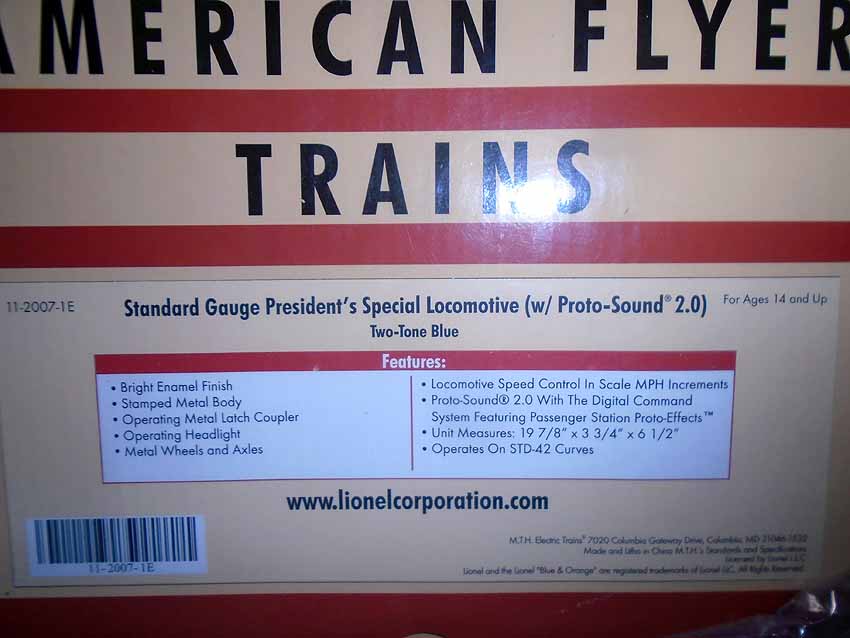 AMERICAN FLYER
TRAINS
11-2007-1E
Standard Gauge President's Special Locomotive (w/ Proto-Sound® 2.0)
For Ages 14 and Up
Two-Tone Blue
Features:
• Bright Enamel Finish
• Stamped Metal Body
• Operating Metal Latch Coupler
• Operating Headlight
• Metal Wheels and Axles
• Locomotive Speed Control In Scale MPH Increments
• Proto-Sound® 2.0 With The Digital Command
System Featuring Passenger Station Proto-Effects™
• Unit Measures: 19 7/8" x 3 3/4" x 6 1/2"
• Operates On STD-42 Curves
www.lionelcorporation.com
11-2007-1E
M.T.H. Electric Trains® 7020 Columbia Gateway Drive, Columbia, MD 21046-1532
Made and Litho in China M.T.H.'s Standards and Specifications
Licensed by Lionel LLC
Lionel and the Lionel "Blue & Orange" are registered trademarks of Lionel LLC, All Rights Reserved.